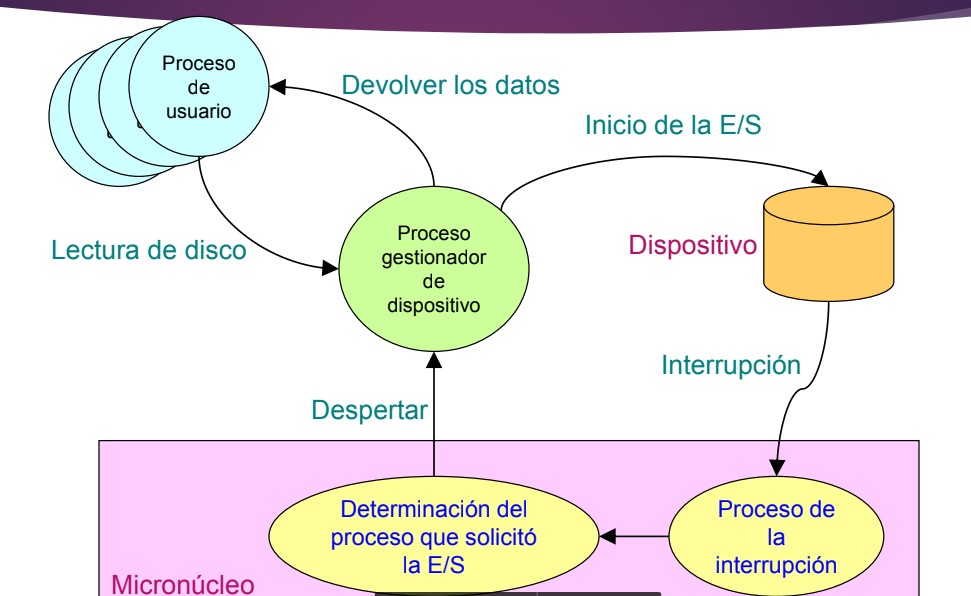 Proceso
de
usuario
Devolver los datos
Inicio de la E/S
Lectura de disco
Proceso
gestionador
de
dispositivo
Dispositivo
Interrupción
Despertar
Determinación del
proceso que solicitó
la E/S
Proceso de
la
interrupción
Micronúcleo